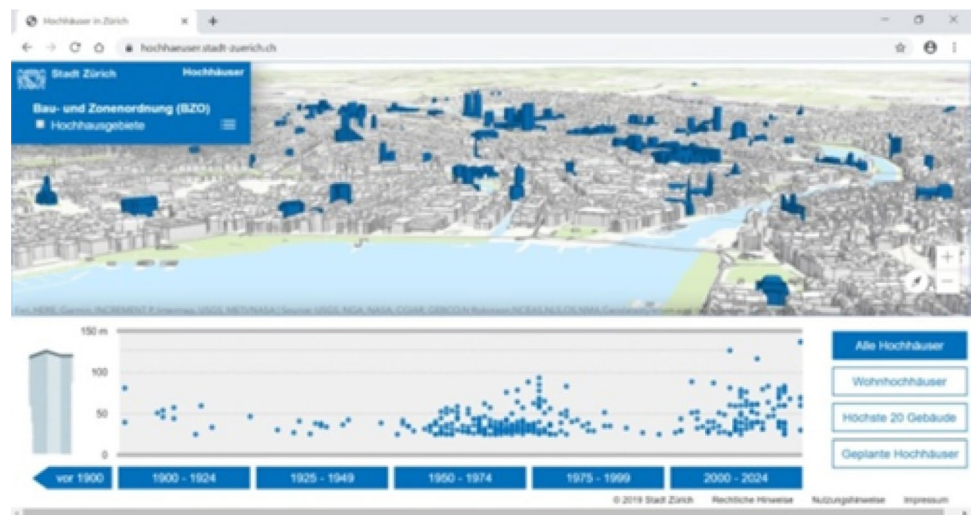 Hochhäuser in Zürich
hochhaeuser.stadt-zuerich.ch
Stadt Zürich Hochhäuser
Bau- und Zonenordnung (BZO)
Hochhausgebiete
150 m
100
50
0
vor 1900
1900 - 1924
1925 - 1949
1950 - 1974
1975 - 1999
2000 - 2024
Alle Hochhäuser
Wohnhochhäuser
Höchste 20 Gebäude
Geplante Hochhäuser
© 2019 Stadt Zürich Rechtliche Hinweise Nutzungshinweise Impressum